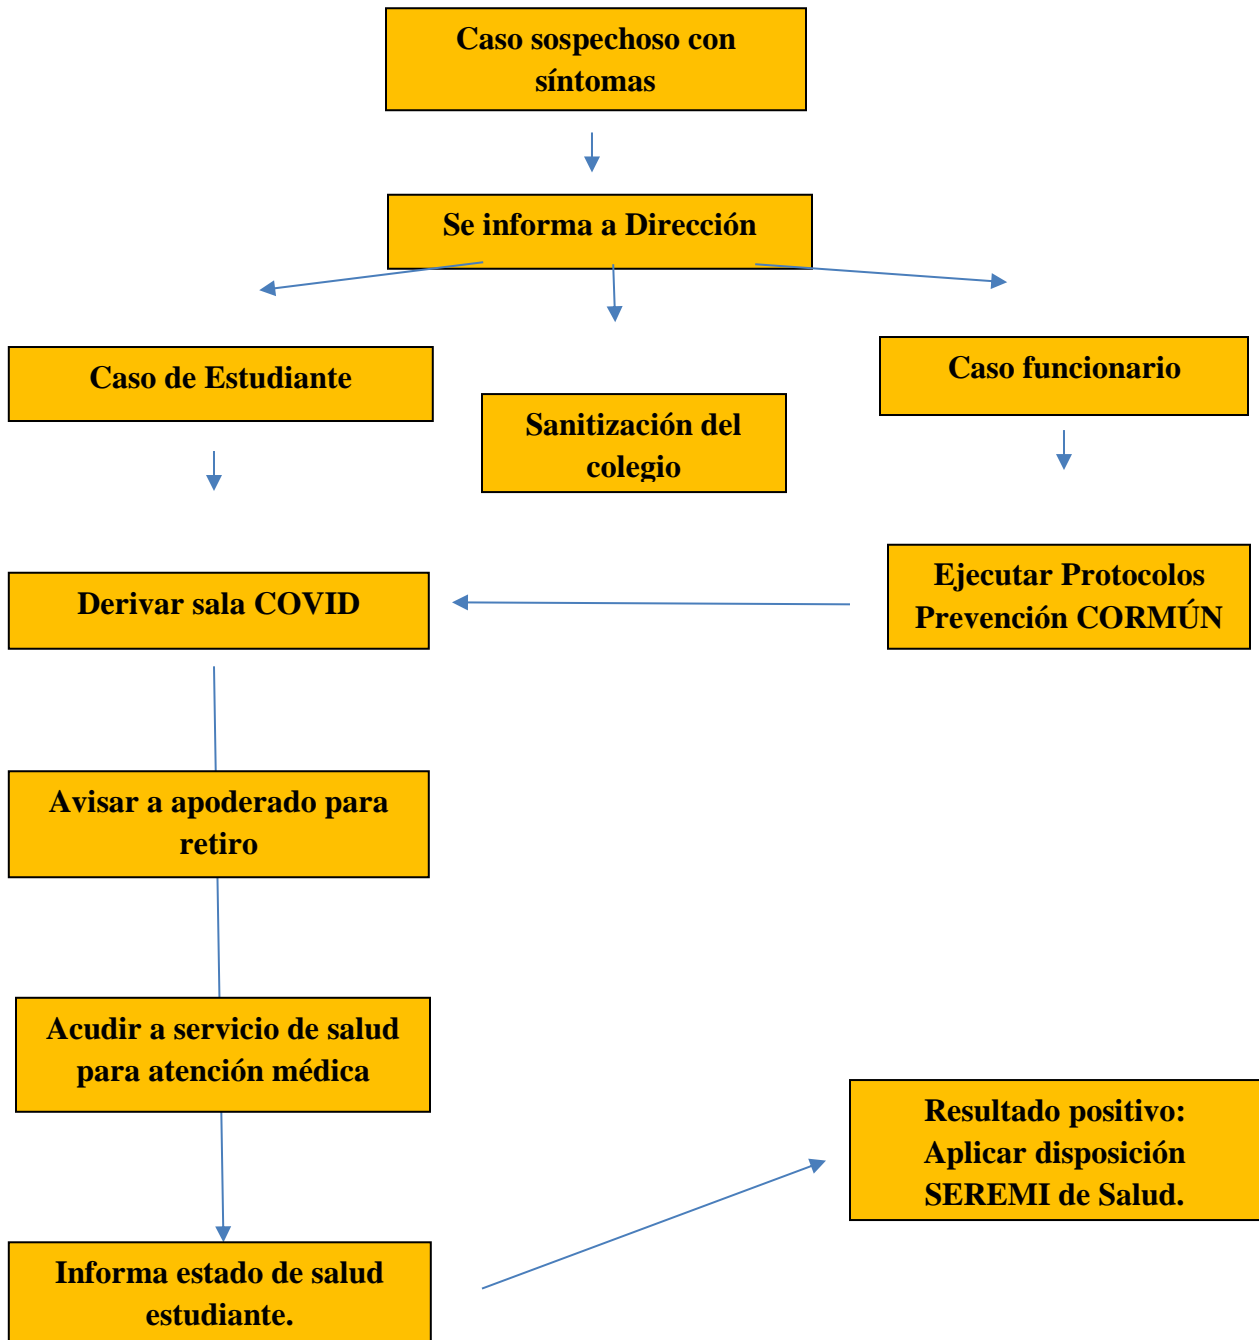 Caso sospechoso con
síntomas
Se informa a Dirección
Caso de Estudiante
Sanitización del
colegio
Caso funcionario
Derivar sala COVID
Ejecutar Protocolos
Prevención CORMÚN
Avisar a apoderado para
retiro
Acudir a servicio de salud
para atención médica
Resultado positivo:
Aplicar disposición
SEREMI de Salud.
Informa estado de salud
estudiante.